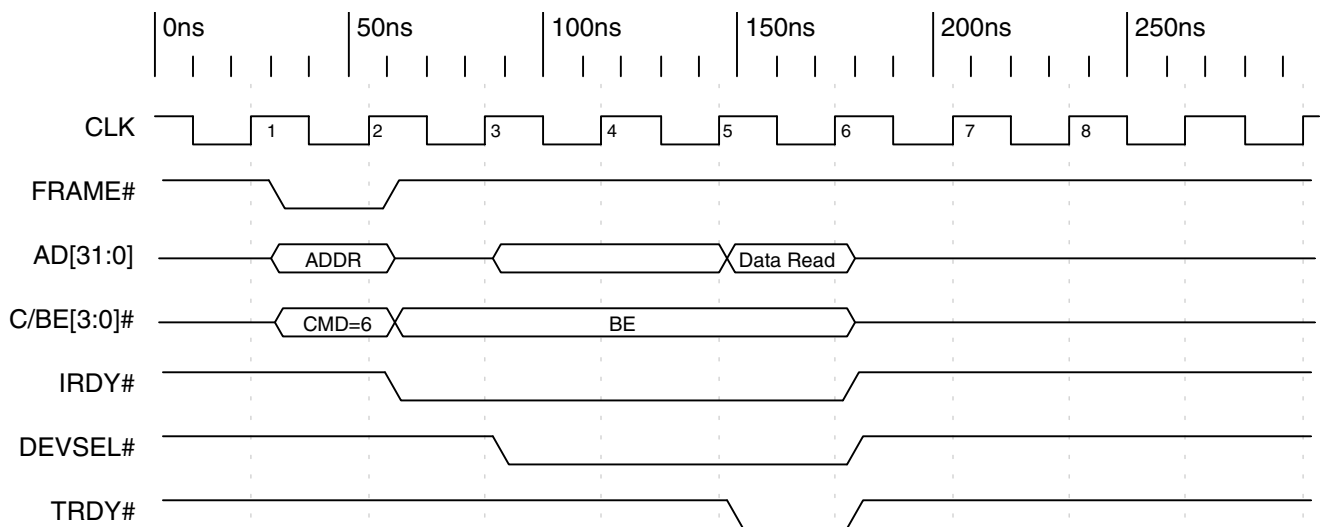 0ns 50ns 100ns 150ns 200ns 250ns
CLK 1 2 3 4 5 6 7 8
FRAME#
AD[31:0] ADDR Data Read
C/BE[3:0]# CMD=6 BE
IRDY#
DEVSEL#
TRDY#